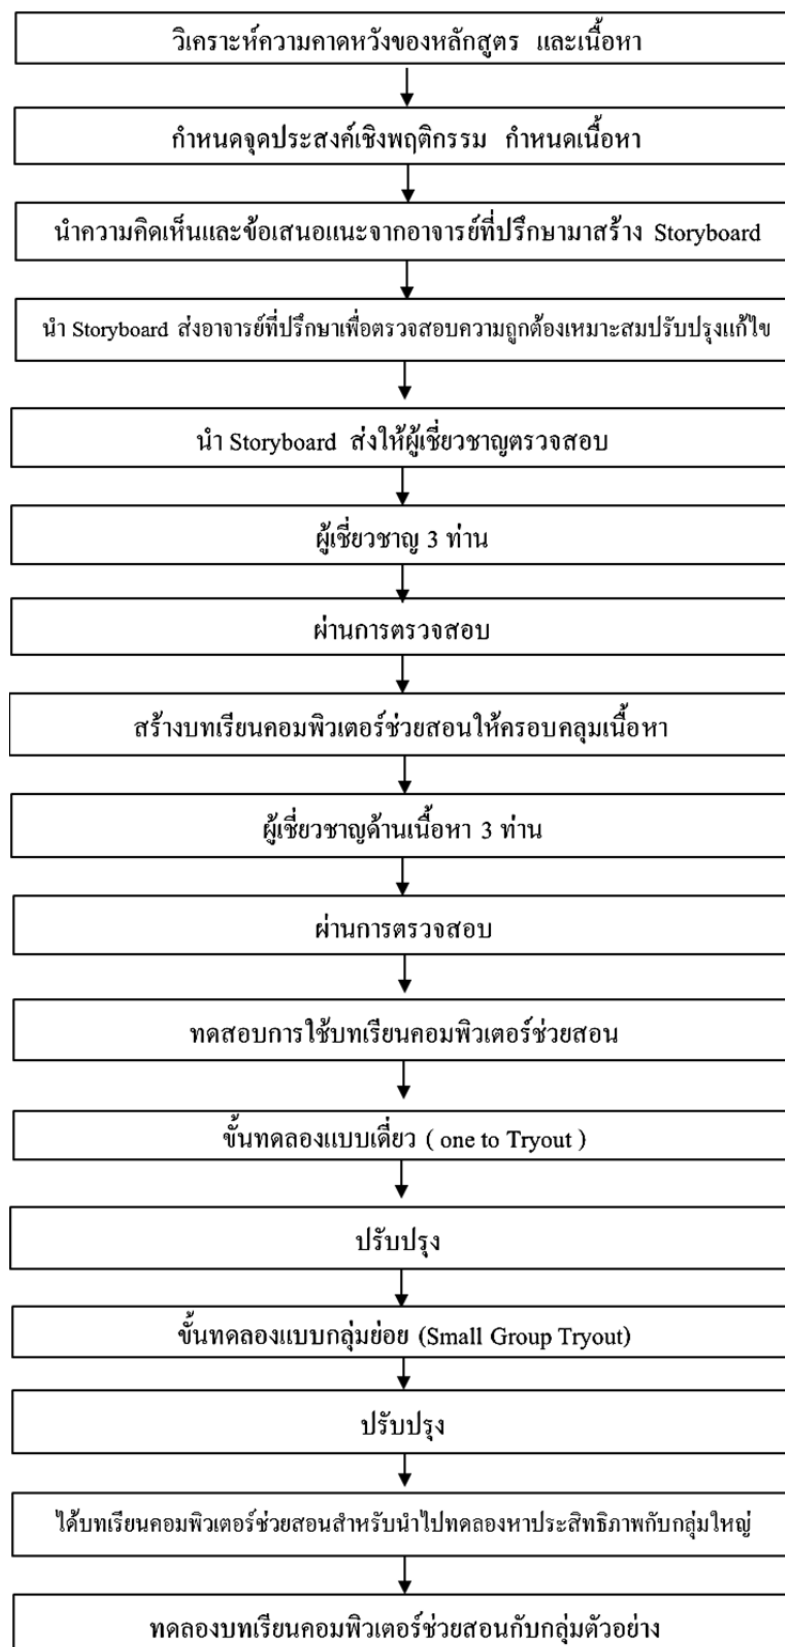 วิเคราะห์ความคาดหวังของหลักสูตร และเนื้อหา
กำหนดจุดประสงค์เชิงพฤติกรรม กำหนดเนื้อหา
นำความคิดเห็นและข้อเสนอแนะจากอาจารย์ที่ปรึกษามาสร้าง Storyboard
นำ Storyboard ส่งอาจารย์ที่ปรึกษาเพื่อตรวจสอบความถูกต้องเหมาะสมปรับปรุงแก้ไข
นำ Storyboard ส่งให้ผู้เชี่ยวชาญตรวจสอบ
ผู้เชี่ยวชาญ 3 ท่าน
ผ่านการตรวจสอบ
สร้างบทเรียนคอมพิวเตอร์ช่วยสอนให้ครอบคลุมเนื้อหา
ผู้เชี่ยวชาญด้านเนื้อหา 3 ท่าน
ผ่านการตรวจสอบ
ทดสอบการใช้บทเรียนคอมพิวเตอร์ช่วยสอน
ขั้นทดลองแบบเดี่ยว ( one to Tryout )
ปรับปรุง
ขั้นทดลองแบบกลุ่มย่อย (Small Group Tryout)
ปรับปรุง
ได้บทเรียนคอมพิวเตอร์ช่วยสอนสำหรับนำไปทดลองหาประสิทธิภาพกับกลุ่มใหญ่
ทดลองบทเรียนคอมพิวเตอร์ช่วยสอนกับกลุ่มตัวอย่าง